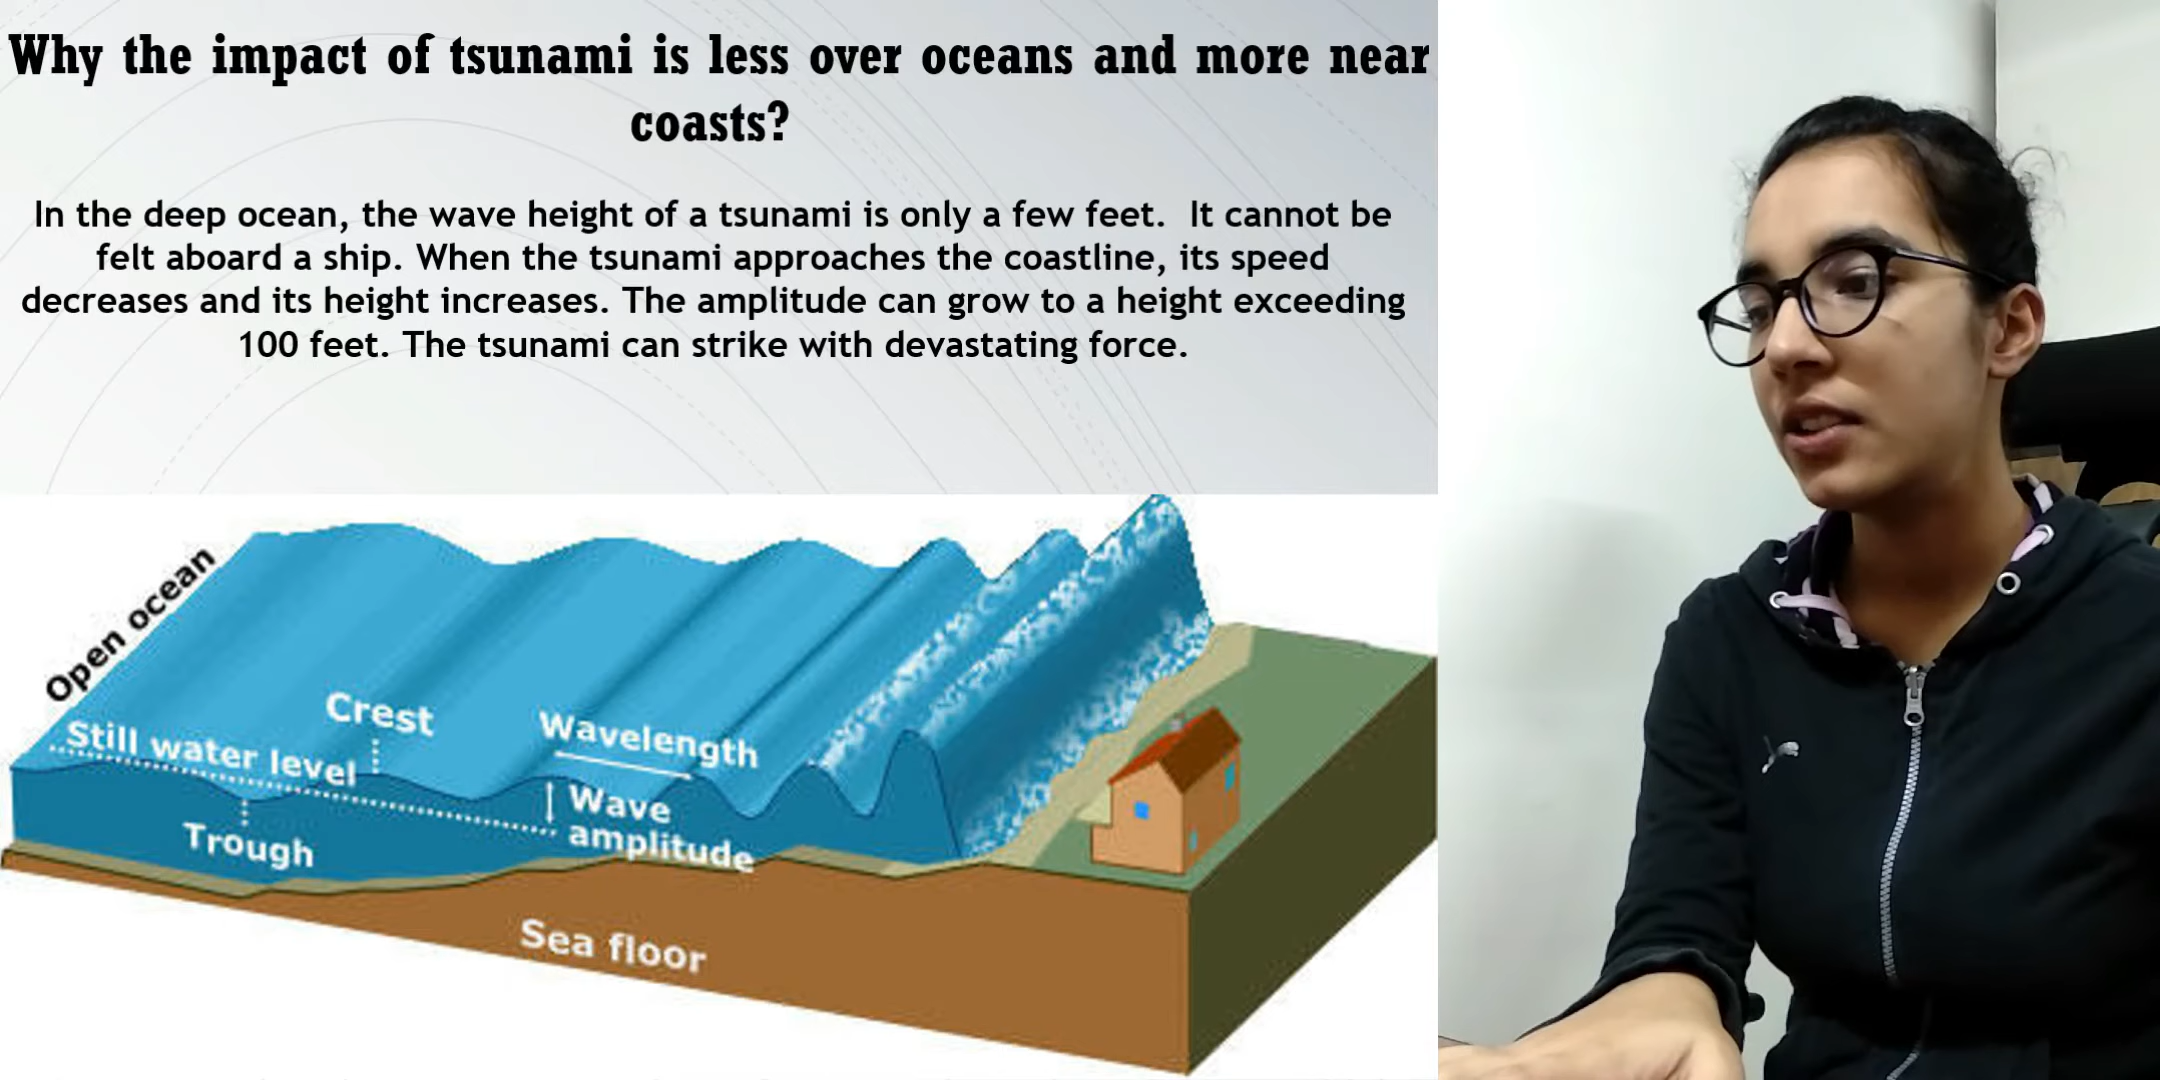 Why the impact of tsunami is less over oceans and more near
coasts?
In the deep ocean, the wave height of a tsunami is only a few feet. It cannot be
felt aboard a ship. When the tsunami approaches the coastline, its speed
decreases and its height increases. The amplitude can grow to a height exceeding
100 feet. The tsunami can strike with devastating force.
Open ocean
Crest
Still water level
Wavelength
Wave
amplitude
Trough
Sea floor